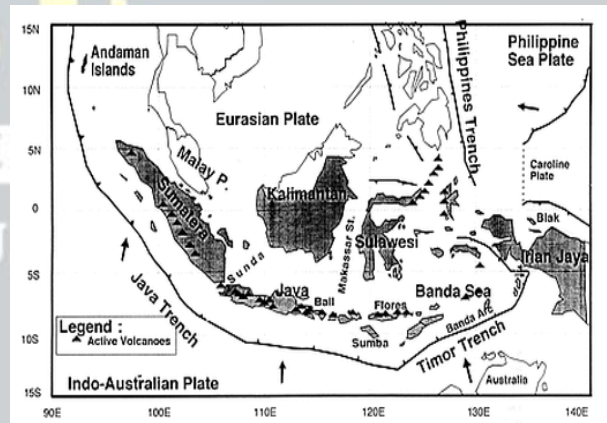 15N
Andaman
Islands
Philippines Trench
Philippine
Sea Plate
10N
Eurasian Plate
5N
Malay P.
Caroline
Plate
Sumatera
Kalimantan
0
Makassar St.
Sulawesi
Biak
Irian Jaya
Sunda
5S
Java Trench
Java
Bali
Flores
Banda Sea
Legend :
Active Volcanoes
10S
Sumba
Banda Arc
Timor Trench
Indo-Australian Plate
Australia
15S
90E
100E
110E
120E
130E
140E